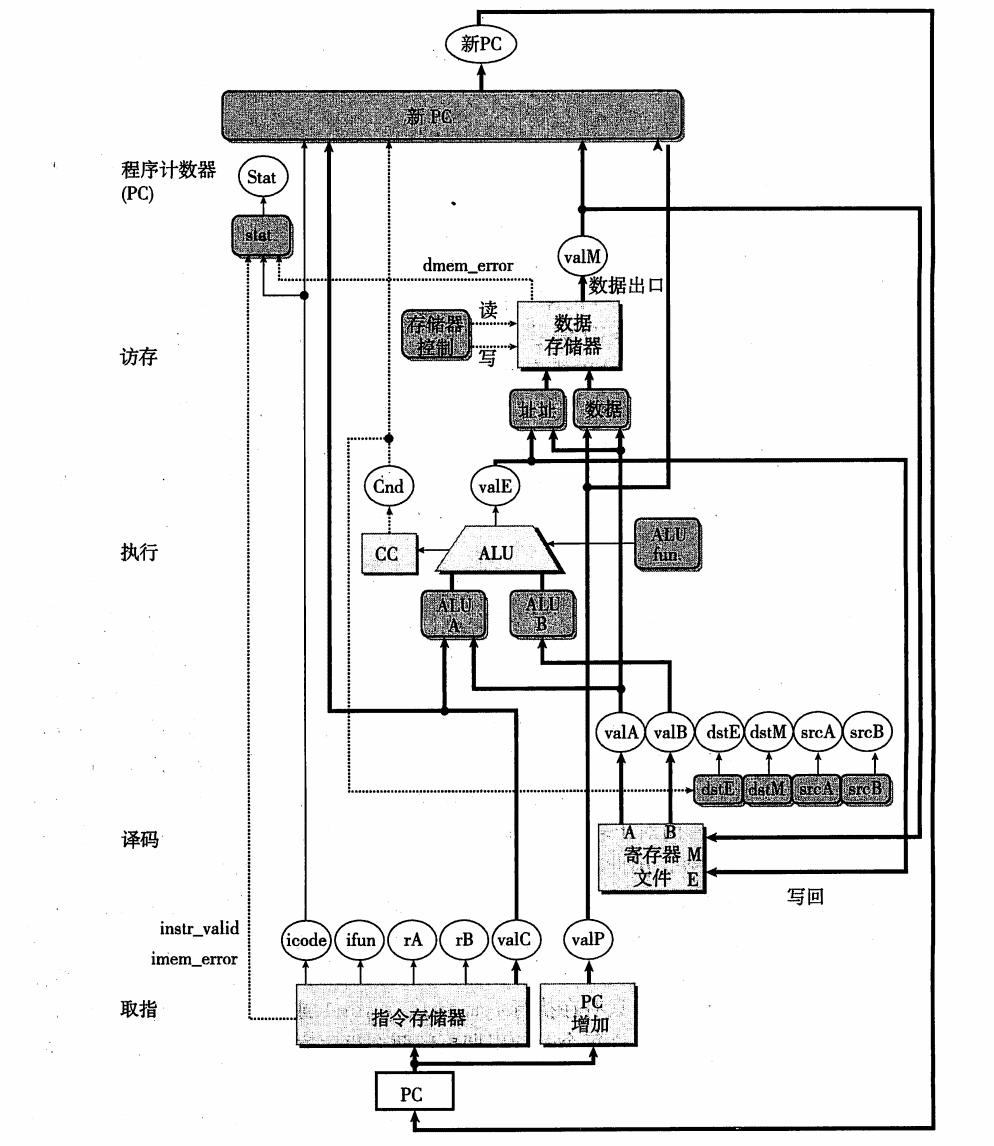 新PC
新PC
程序计数器
(PC)
Stat
stat
dmem_error
valM
数据出口
存储器
控制
读
写
数据
存储器
访存
址址
数据
Cnd
valE
执行
CC
ALU
ALU
fun.
ALU
A
ALU
B
valA
valB
dstE
dstM
srcA
srcB
dstE
dstM
srcA
srcB
译码
A
B
寄存器
M
文件
E
写回
instr_valid
imem_error
icode
ifun
rA
rB
valC
valP
取指
指令存储器
PC
增加
PC